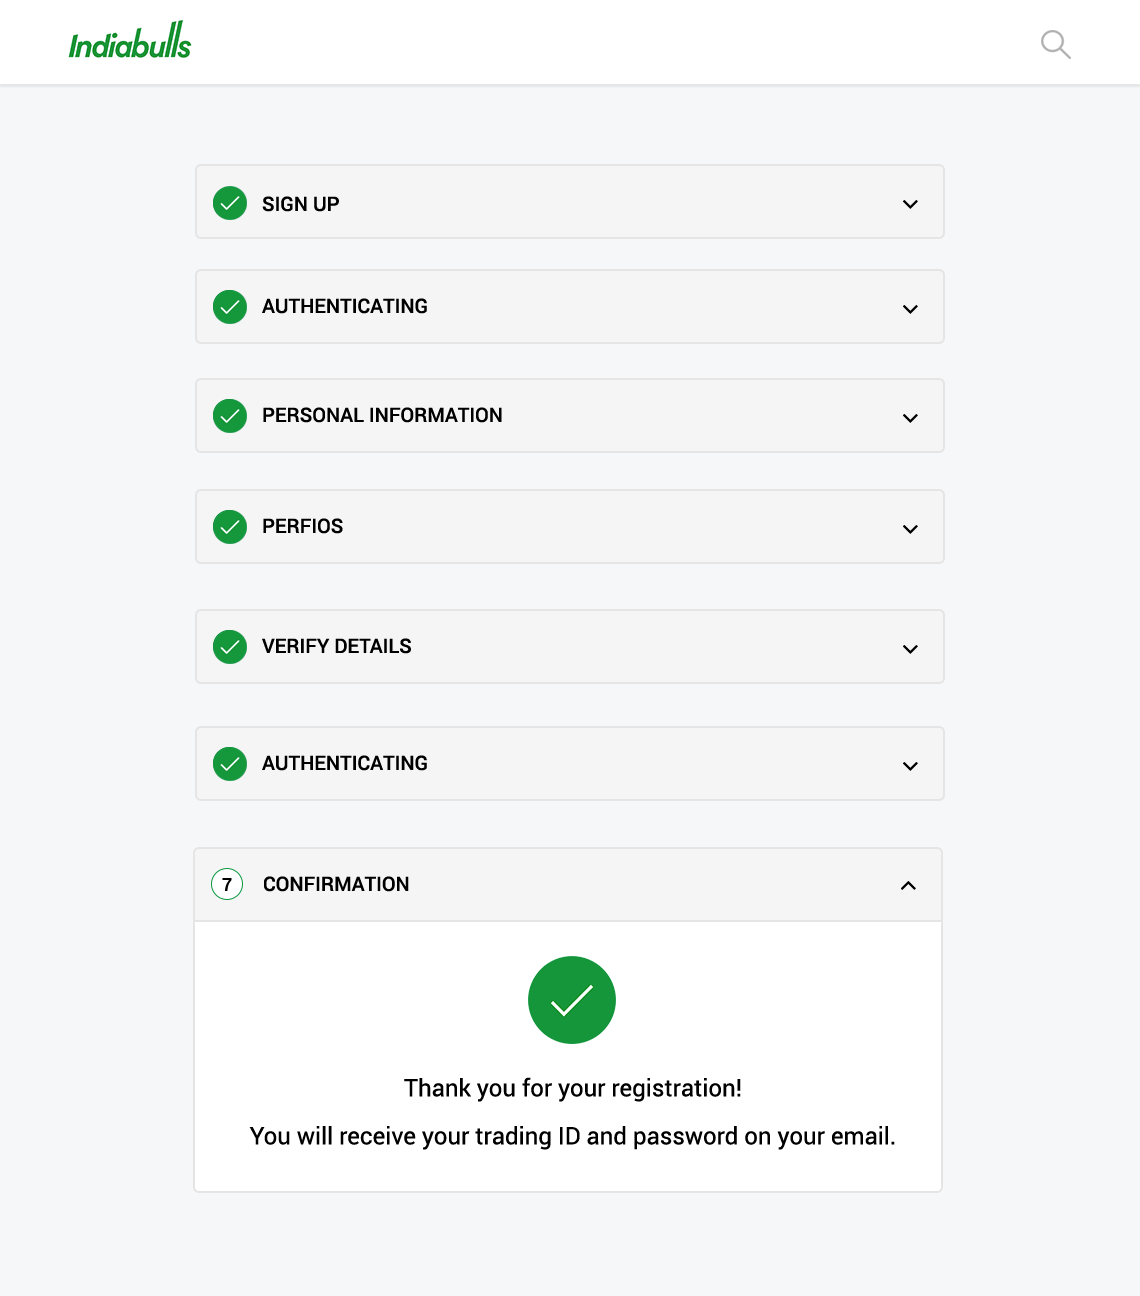 Indiabulls
SIGN UP
AUTHENTICATING
PERSONAL INFORMATION
PERFIOS
VERIFY DETAILS
AUTHENTICATING
7 CONFIRMATION
Thank you for your registration!
You will receive your trading ID and password on your email.